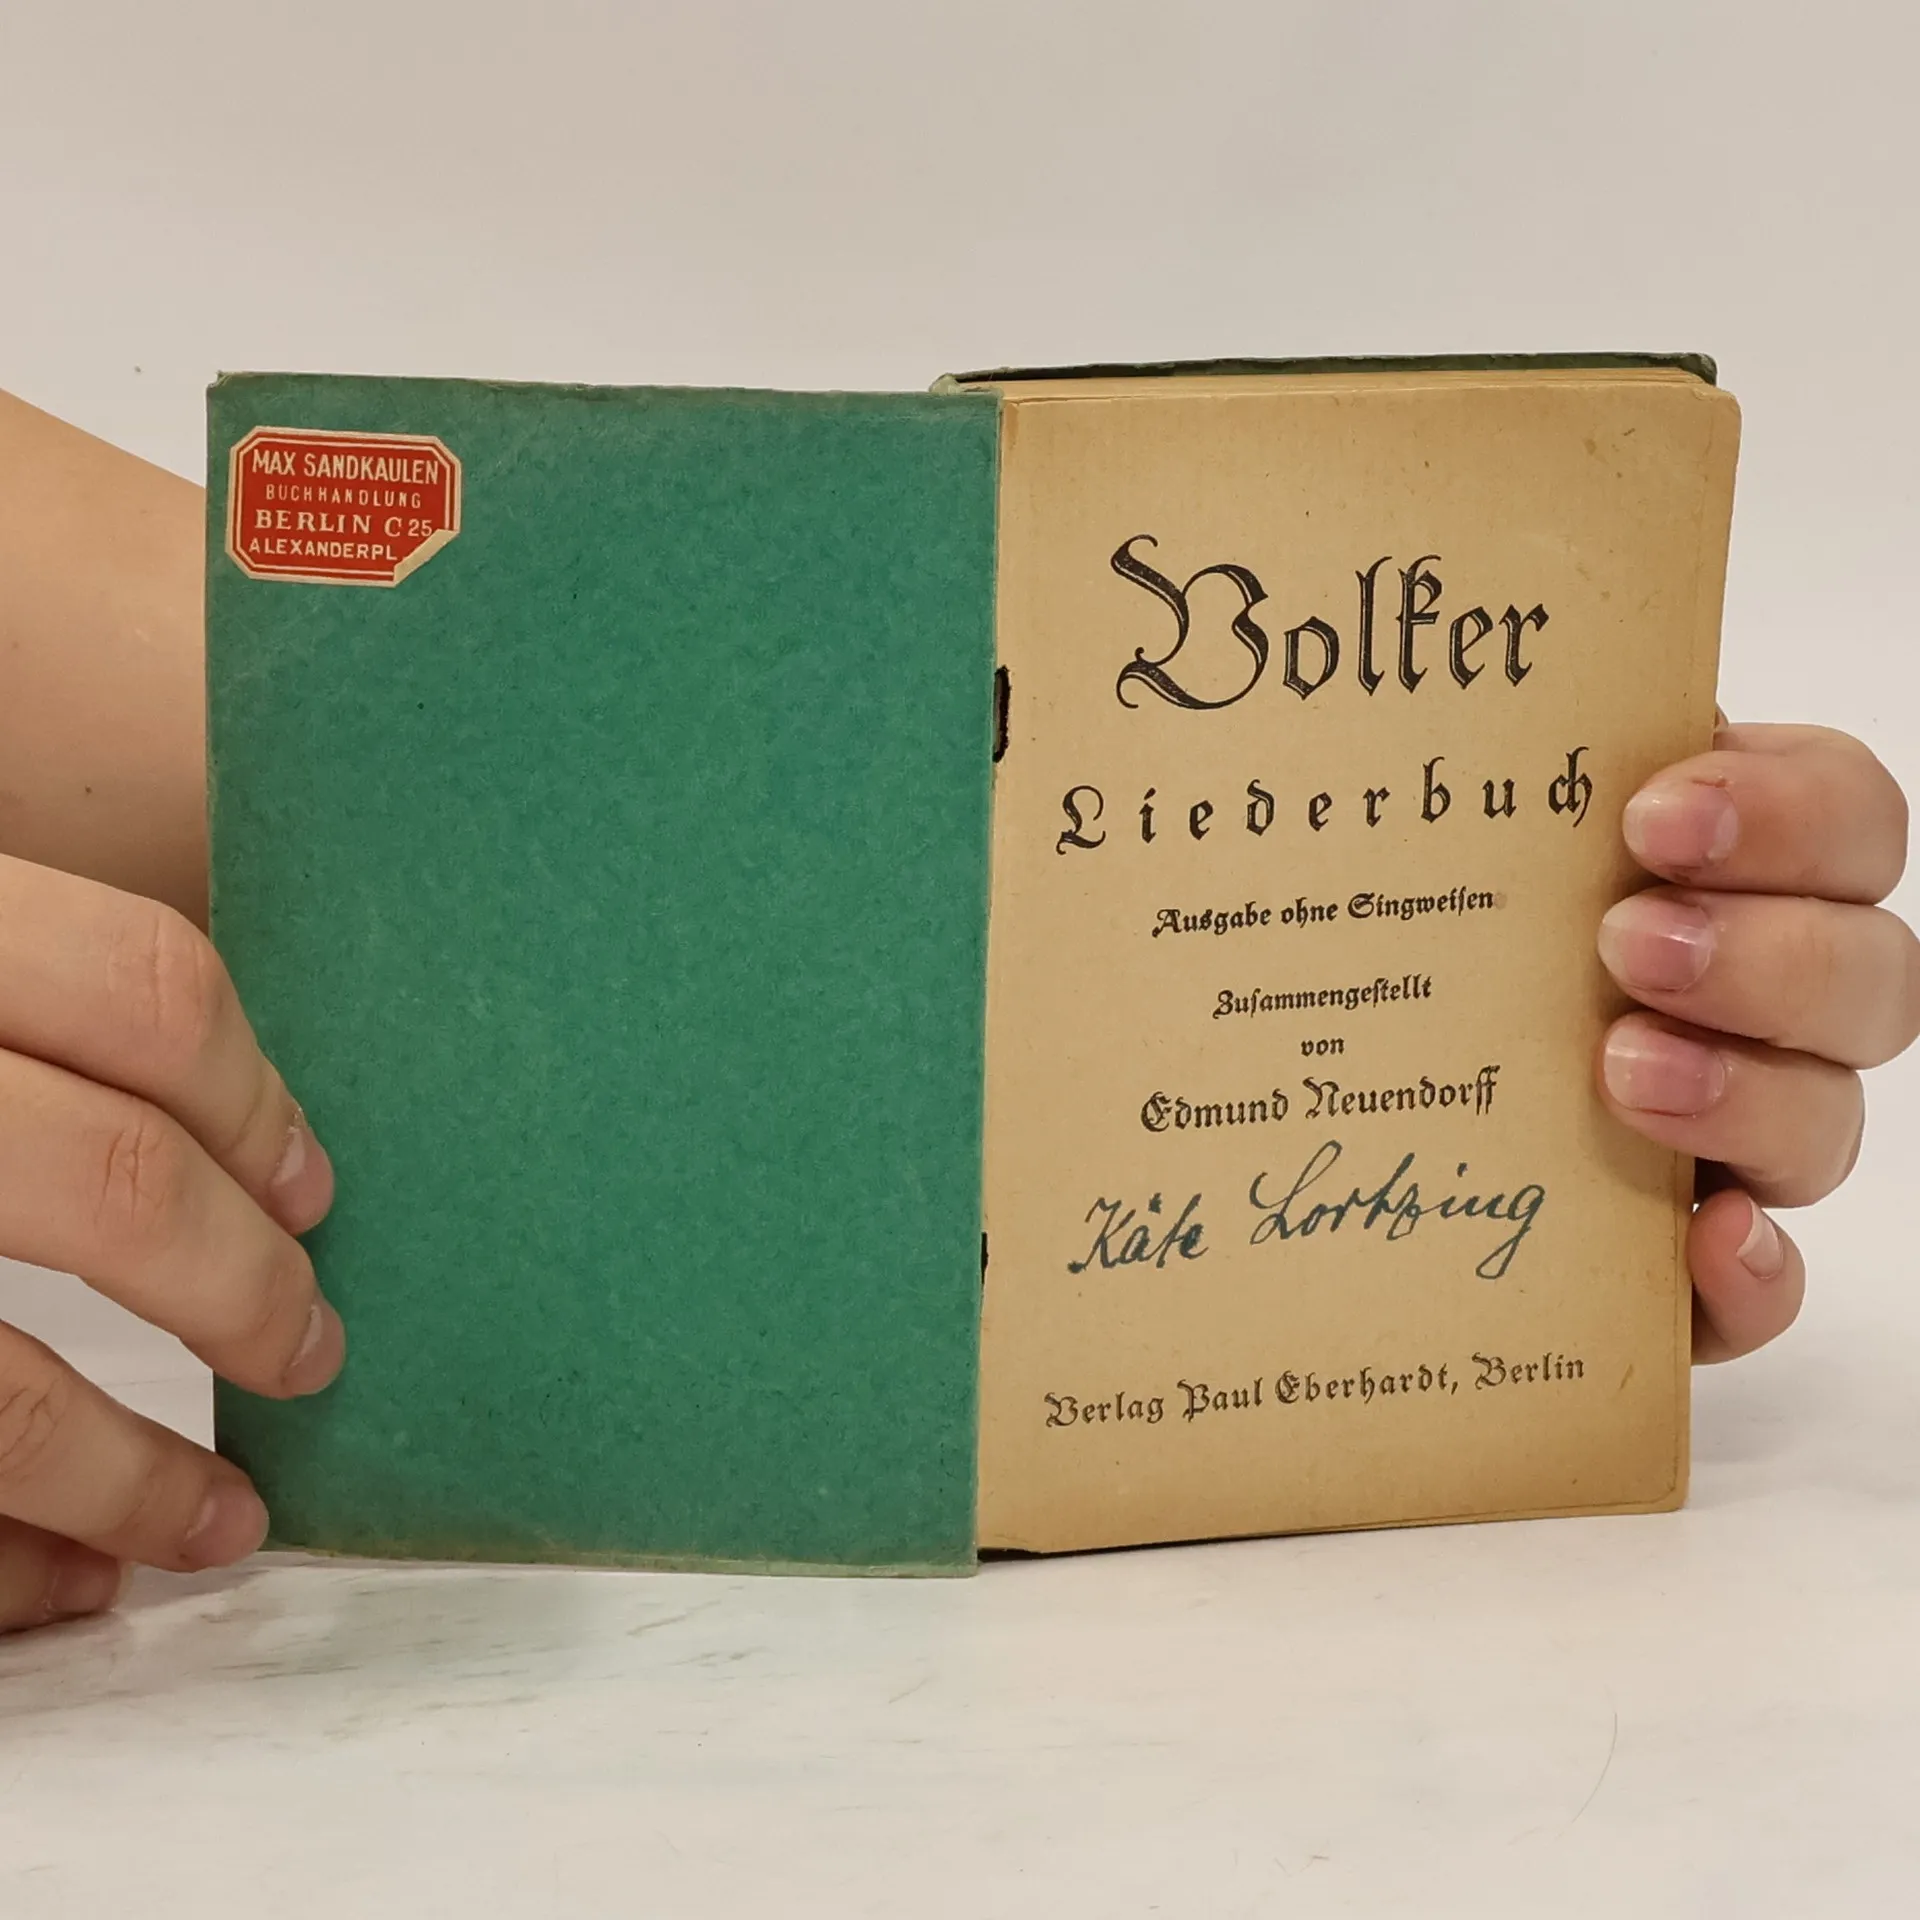 MAX SANDKAULEN
BUCHHANDLUNG
BERLIN C 25
ALEXANDERPL
Volker
Liederbuch
Ausgabe ohne Singweisen
Zusammengestellt
von
Edmund Neuendorff
Käte Lortzing
Verlag Paul Eberhardt, Berlin